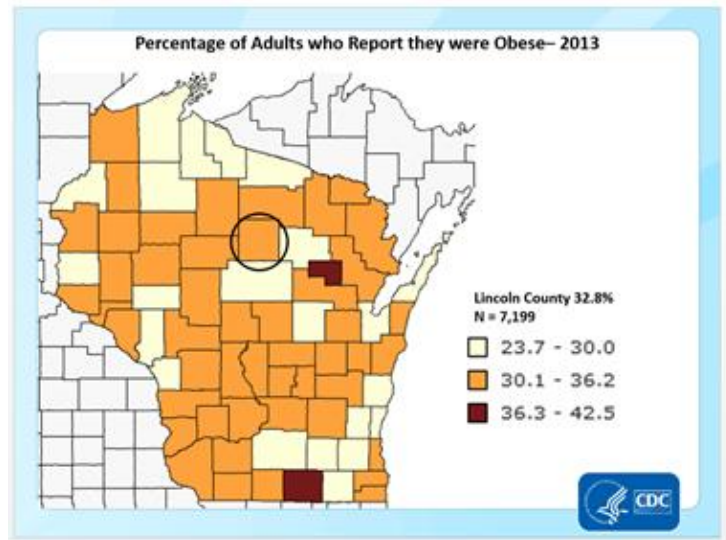 Percentage of Adults who Report they were Obese– 2013
Lincoln County 32.8%
N = 7,199
23.7 - 30.0
30.1 - 36.2
36.3 - 42.5
CDC